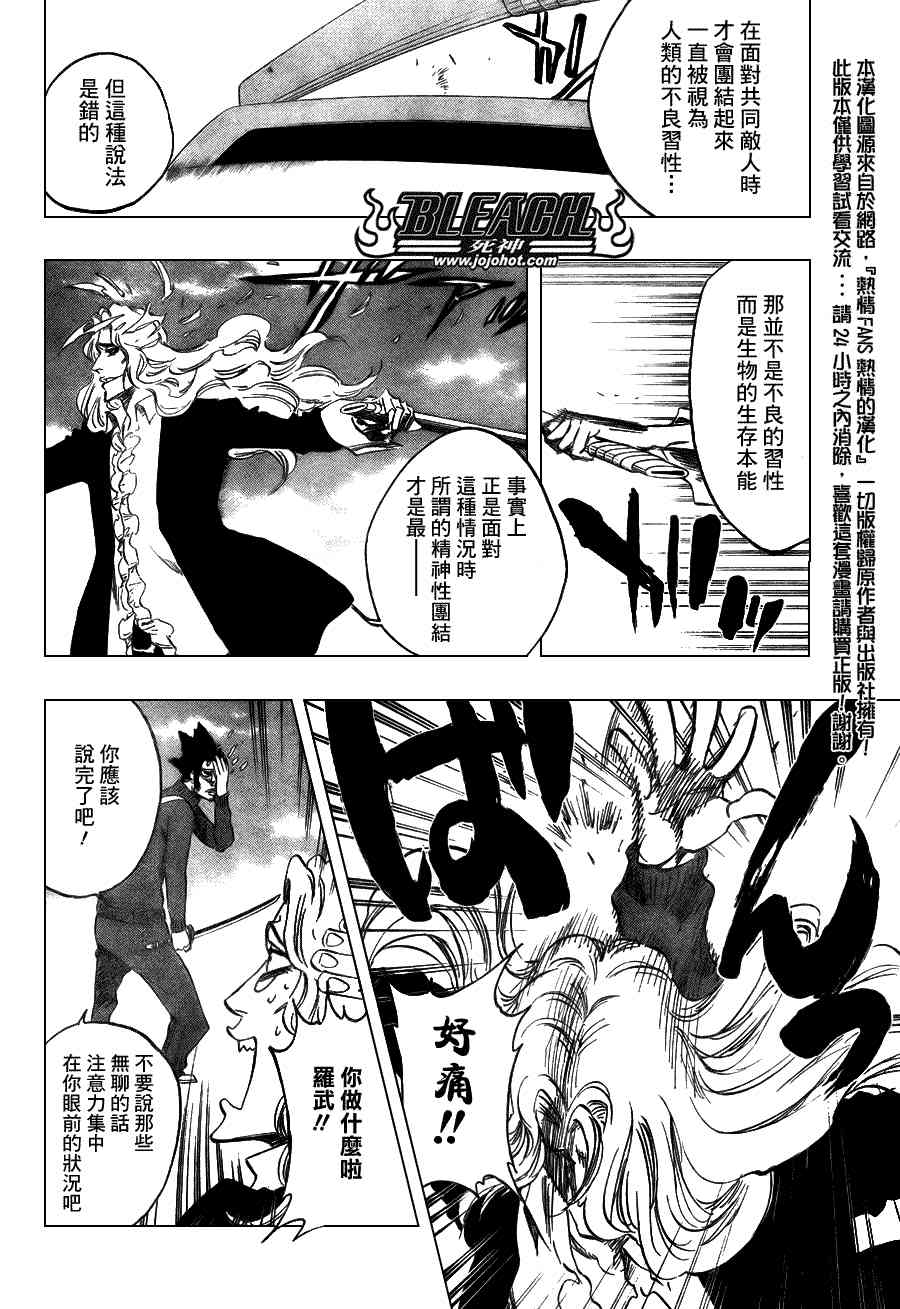 在面對共同敵人時
才會團結起來
一直被視為
人類的不良習性…
但這種說法
是錯的
BLEACH
死神
www.jojohot.com
那並不是不良的習性
而是生物的生存本能
事實上
正是面對
這種情況時
所謂的精神性團結
才是最——
ばんっ
好痛!!
你做什麼啦
羅武!!
你應該
說完了吧!
不要說那些
無聊的話
注意力集中
在你眼前的狀況吧
本漢化圖源來自於網路，『熱情FANS熱情的漢化』一切版權歸原作者與出版社擁有！
此版本僅供學習試看交流...請24小時之內消除，喜歡這套漫畫請購買正版！謝謝。